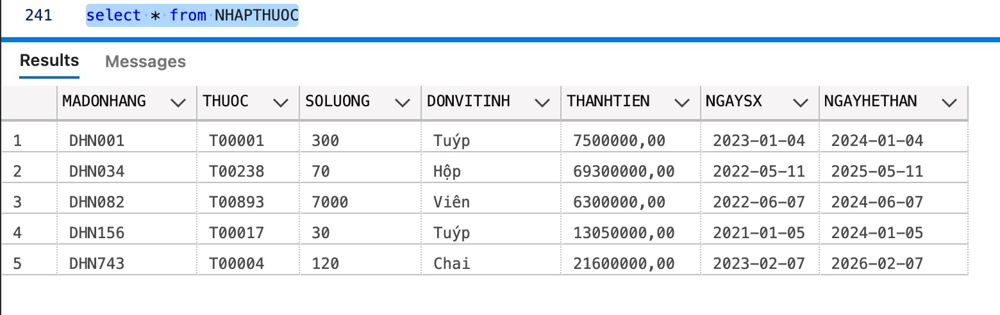 241 select * from NHAPTHUOC
Results Messages
MADONHANG THUOC SOLUONG DONVITINH THANHTIEN NGAYSX NGAYHETHAN
1 DHN001 T00001 300 Tuýp 7500000,00 2023-01-04 2024-01-04
2 DHN034 T00238 70 Hộp 69300000,00 2022-05-11 2025-05-11
3 DHN082 T00893 7000 Viên 6300000,00 2022-06-07 2024-06-07
4 DHN156 T00017 30 Tuýp 13050000,00 2021-01-05 2024-01-05
5 DHN743 T00004 120 Chai 21600000,00 2023-02-07 2026-02-07